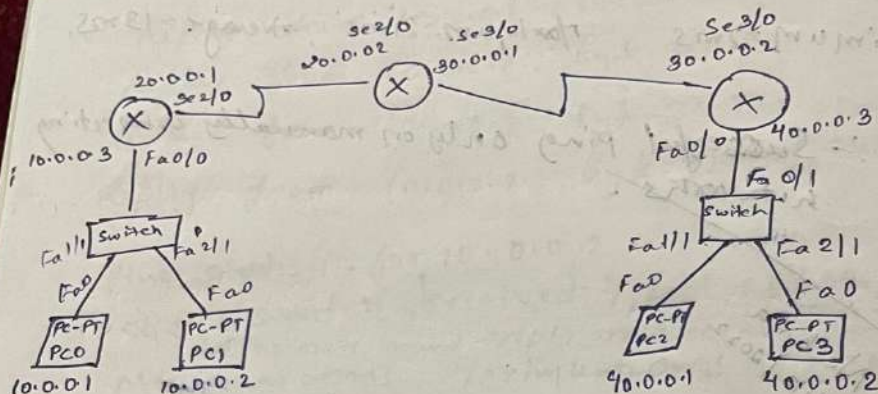 Se2/0
20.0.02
Se3/0
30.0.0.1
Se3/0
30.0.0.2
20.0.0.1
Se2/0
X
X
X
10.0.0.3
Fa0/0
40.0.0.3
Fa0/0
Fa0/1
Switch
Switch
Fa1/1
Fa2/1
Fa1/1
Fa2/1
Fa0
Fa0
Fa0
Fa0
PC-PT
PC0
PC-PT
PC1
PC-PT
PC2
PC-PT
PC3
10.0.0.1
10.0.0.2
40.0.0.1
40.0.0.2